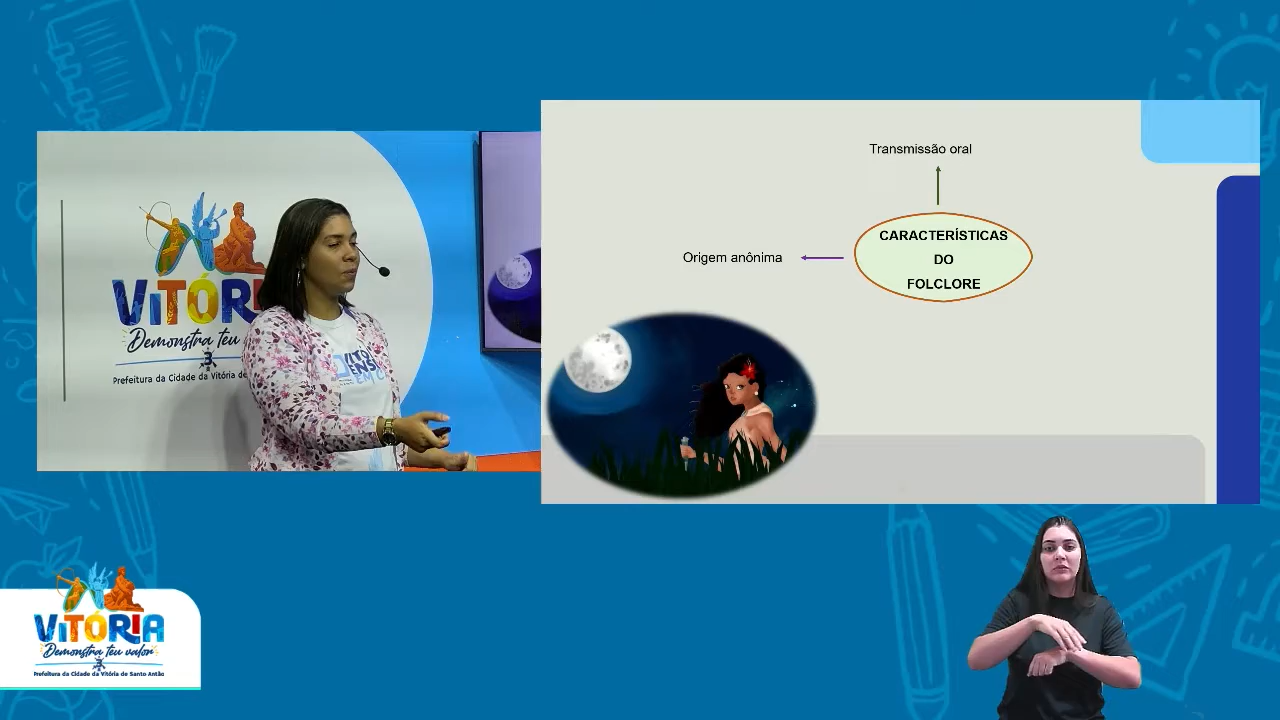 VITÓRI
Demonstra teu
Prefeitura da Cidade da Vitória de
Transmissão oral
Origem anônima
CARACTERÍSTICAS
DO
FOLCLORE
VITÓRIA
Demonstra teu valor
Prefeitura da Cidade da Vitória de Santo Antão